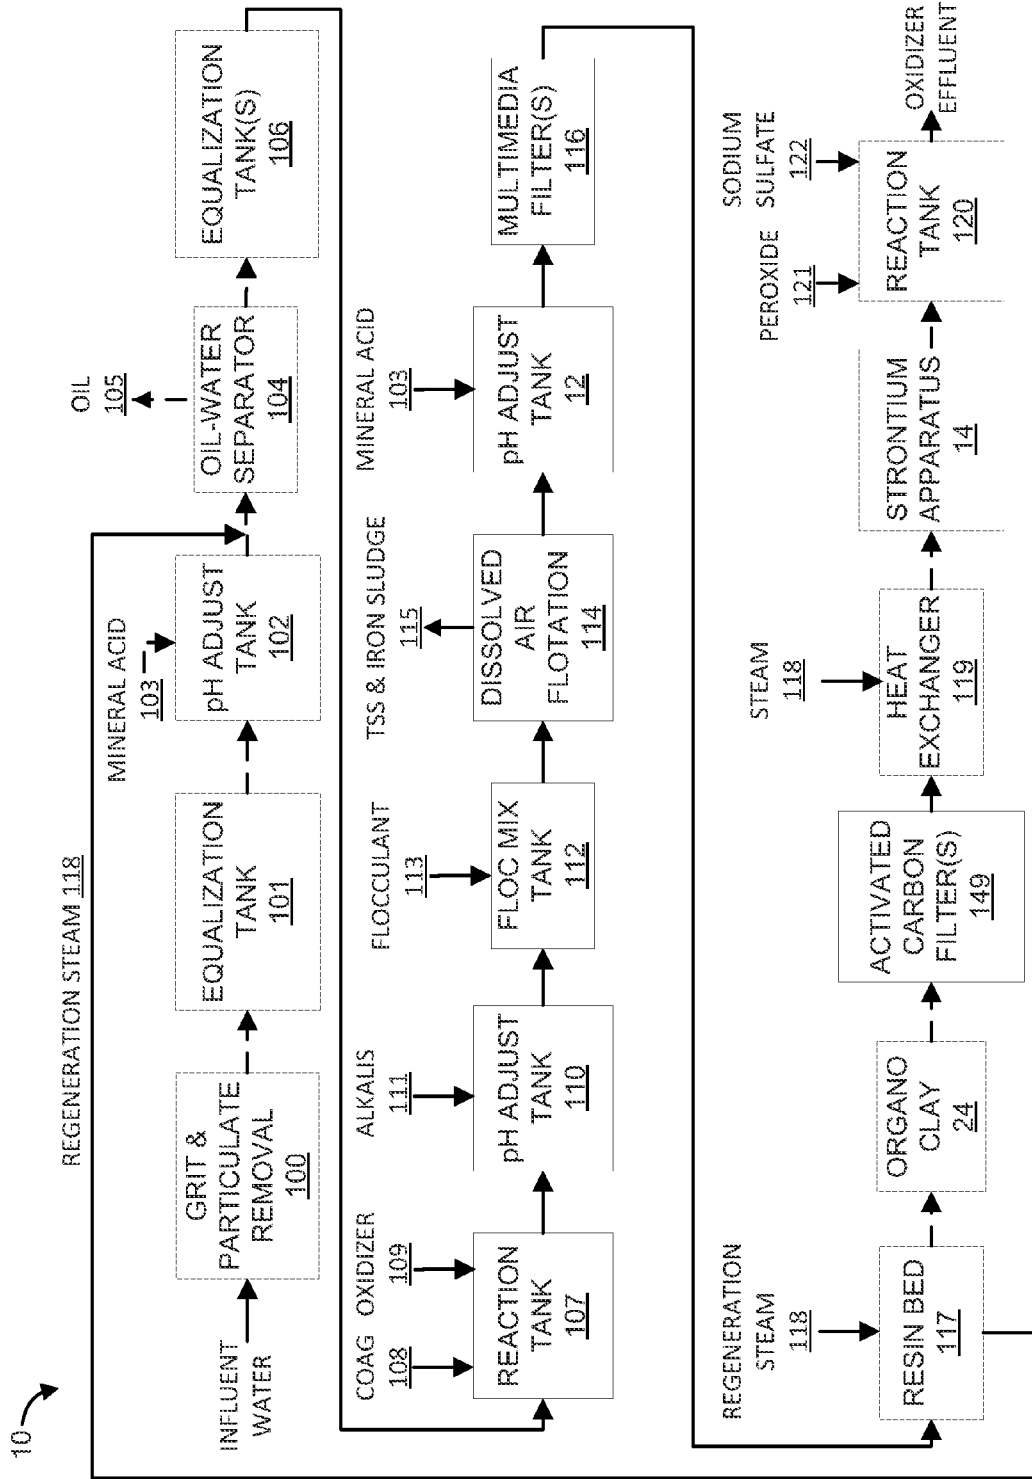 10
REGENERATION STEAM 118
INFLUENT
WATER
GRIT &
PARTICULATE
REMOVAL
100
EQUALIZATION
TANK
101
MINERAL ACID
103
pH ADJUST
TANK
102
OIL
105
OIL-WATER
SEPARATOR
104
EQUALIZATION
TANK(S)
106
COAG
108
OXIDIZER
109
REACTION
TANK
107
ALKALIS
111
pH ADJUST
TANK
110
FLOCCULANT
113
FLOC MIX
TANK
112
TSS & IRON SLUDGE
115
DISSOLVED
AIR
FLOTATION
114
MINERAL ACID
103
pH ADJUST
TANK
12
MULTIMEDIA
FILTER(S)
116
REGENERATION
STEAM
118
RESIN BED
117
ORGANO
CLAY
24
ACTIVATED
CARBON
FILTER(S)
149
STEAM
118
HEAT
EXCHANGER
119
STRONTIUM
APPARATUS
14
PEROXIDE
121
SODIUM
SULFATE
122
REACTION
TANK
120
OXIDIZER
EFFLUENT